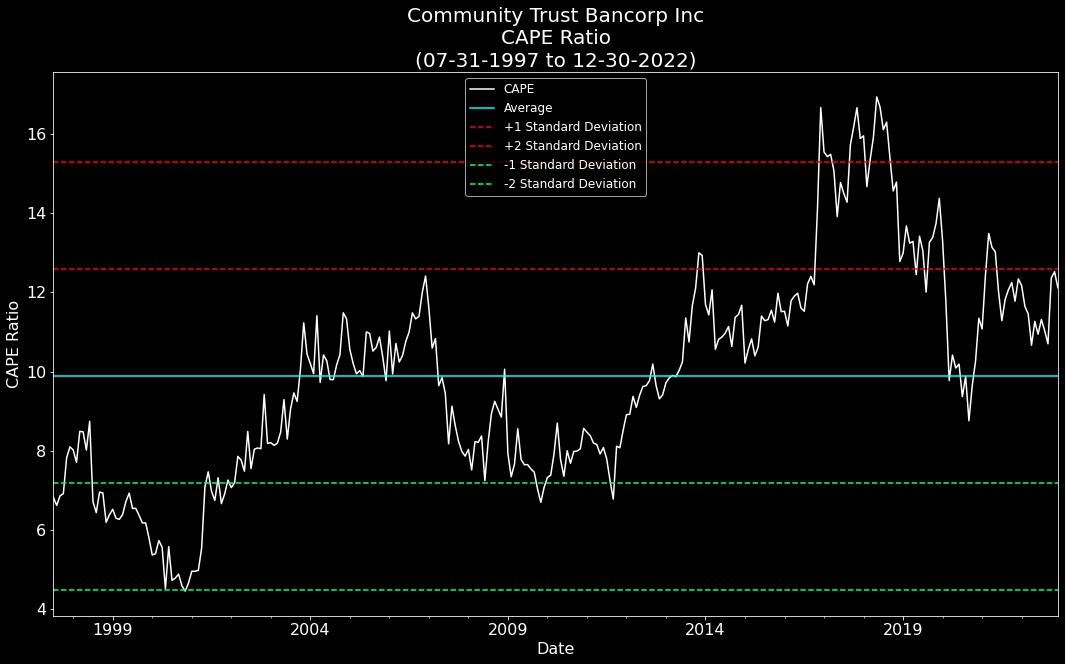 Community Trust Bancorp Inc
CAPE Ratio
(07-31-1997 to 12-30-2022)
CAPE
Average
+1 Standard Deviation
+2 Standard Deviation
-1 Standard Deviation
-2 Standard Deviation
CAPE Ratio
16
14
12
10
8
6
4
1999
2004
2009
2014
2019
Date